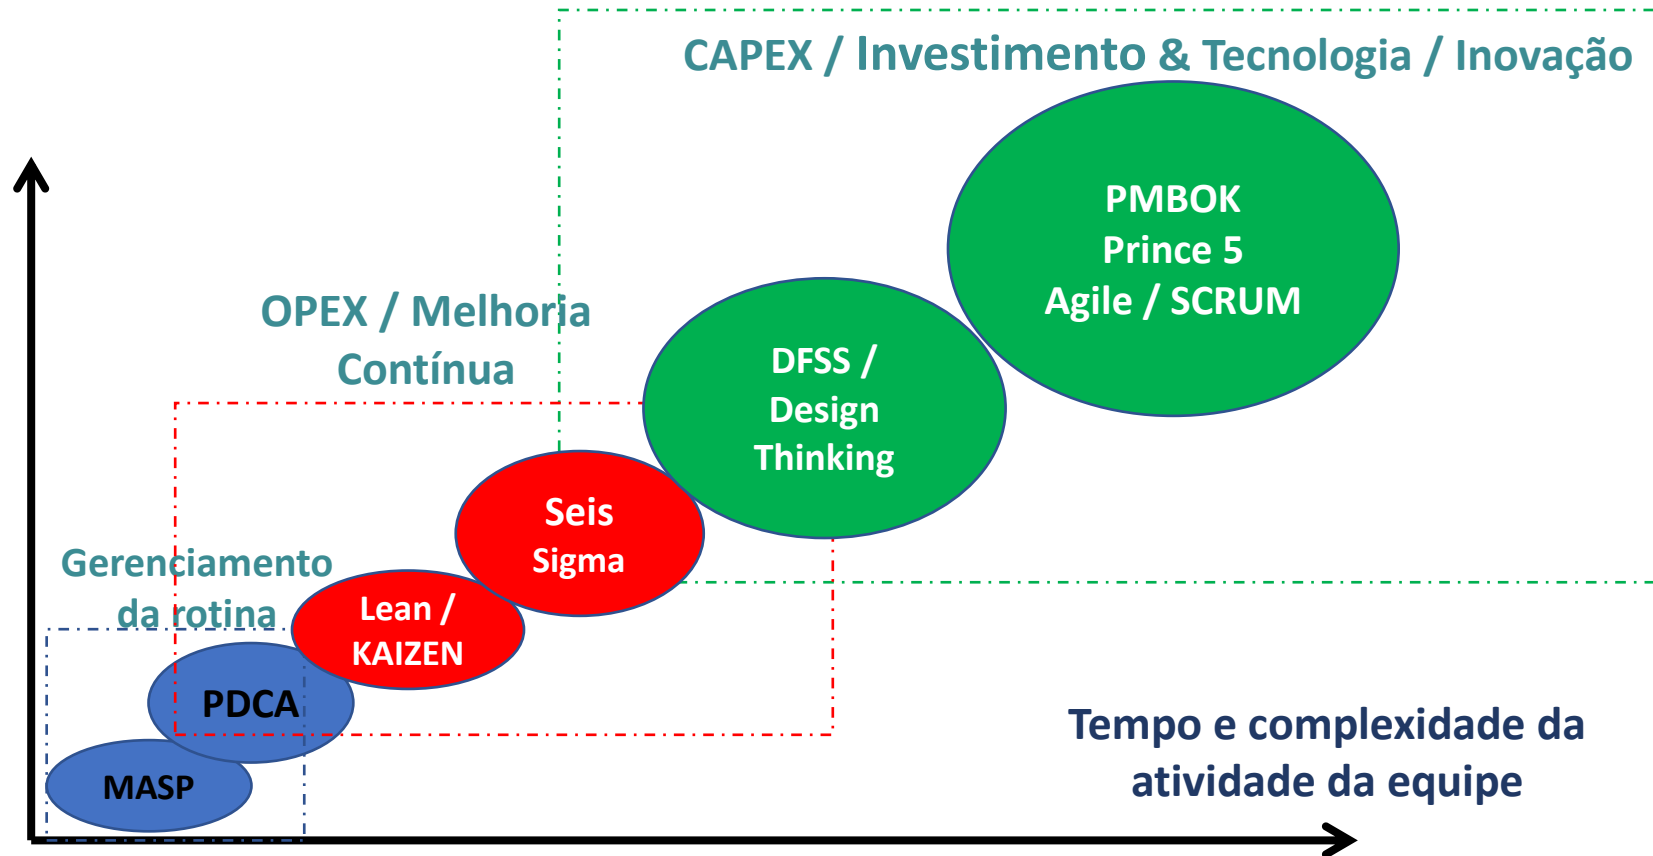 CAPEX / Investimento & Tecnologia / Inovação
PMBOK
Prince 5
Agile / SCRUM
OPEX / Melhoria
Contínua
DFSS /
Design
Thinking
Seis
Sigma
Gerenciamento
da rotina
Lean /
KAIZEN
PDCA
MASP
Tempo e complexidade da
atividade da equipe